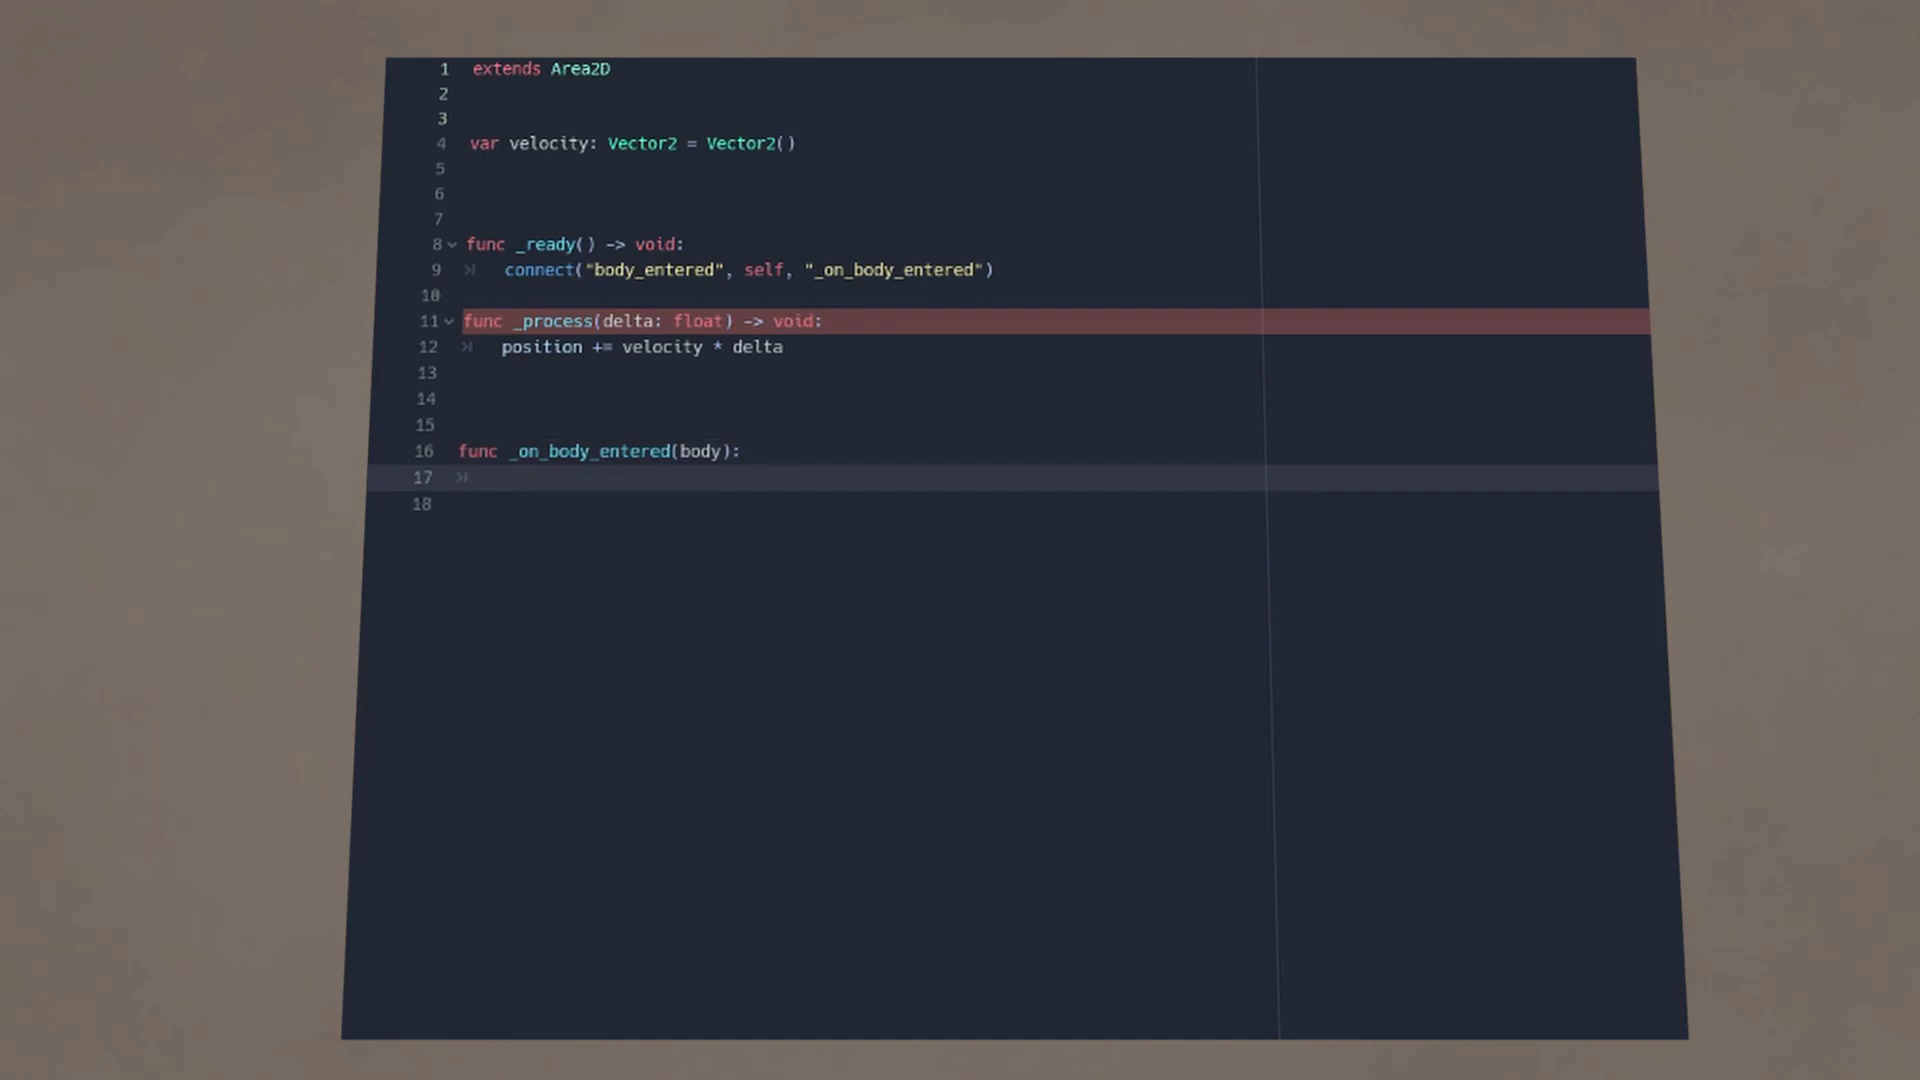 1 extends Area2D
2
3
4 var velocity: Vector2 = Vector2()
5
6
7
8 func _ready() -> void:
9 connect("body_entered", self, "_on_body_entered")
10
11 func _process(delta: float) -> void:
12 position += velocity * delta
13
14
15
16 func _on_body_entered(body):
17
18